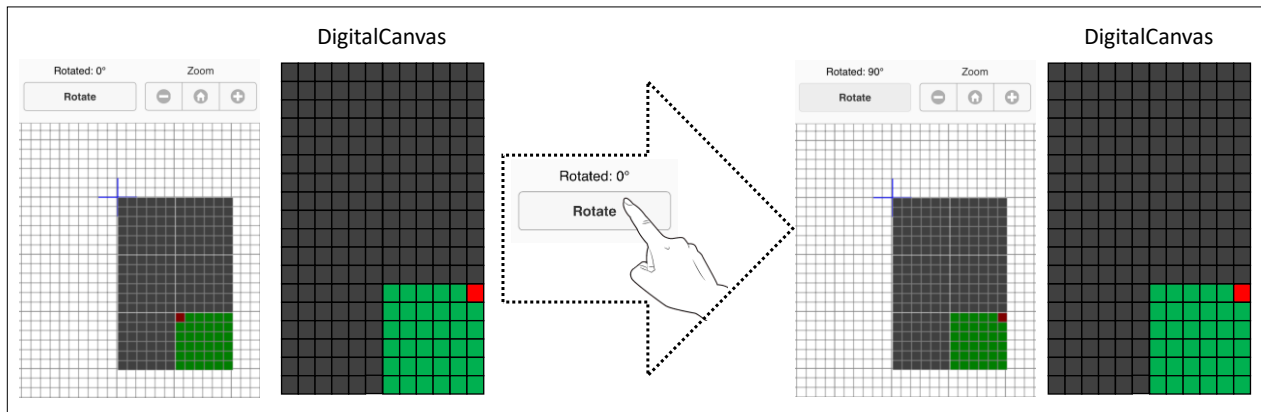 DigitalCanvas
Rotated: 0°
Zoom
Rotate
Rotated: 0°
Rotate
DigitalCanvas
Rotated: 90°
Zoom
Rotate